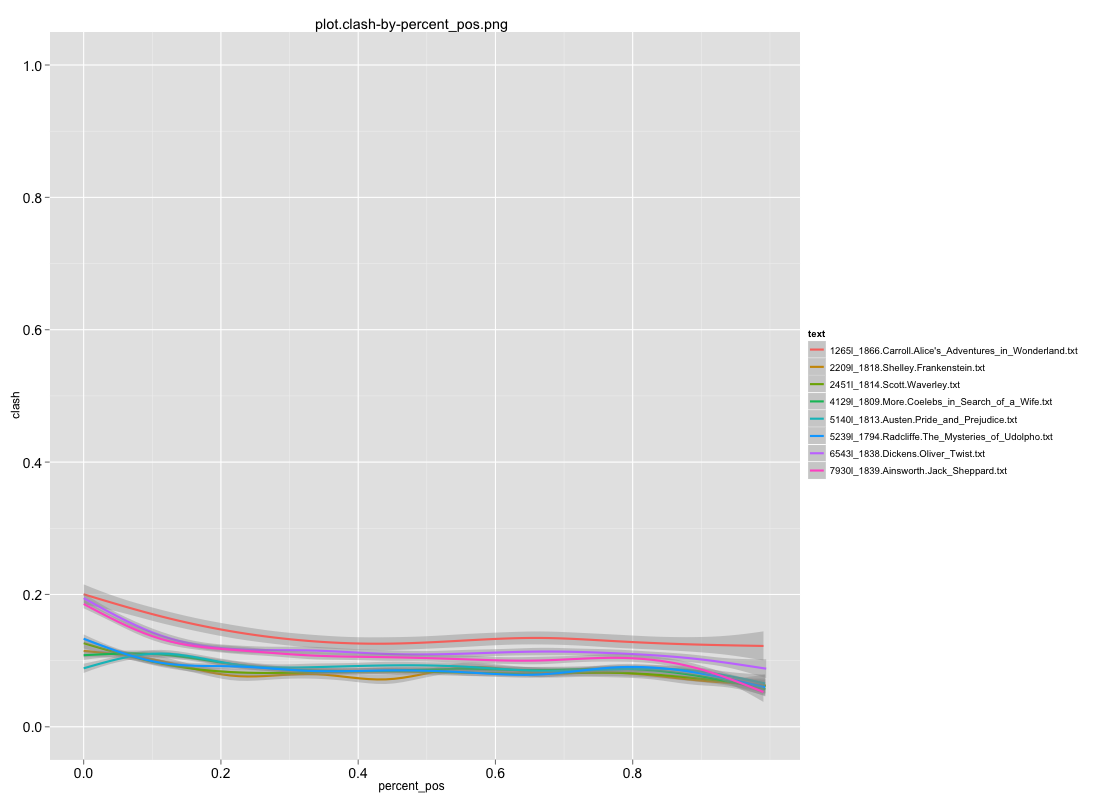 plot.clash-by-percent_pos.png
1.0
0.8
0.6
0.4
0.2
0.0
clash
0.0 0.2 0.4 0.6 0.8
percent_pos
text
1265l_1866.Carroll.Alice's_Adventures_in_Wonderland.txt
2209l_1818.Shelley.Frankenstein.txt
2451l_1814.Scott.Waverley.txt
4129l_1809.More.Coelebs_in_Search_of_a_Wife.txt
5140l_1813.Austen.Pride_and_Prejudice.txt
5239l_1794.Radcliffe.The_Mysteries_of_Udolpho.txt
6543l_1838.Dickens.Oliver_Twist.txt
7930l_1839.Ainsworth.Jack_Sheppard.txt